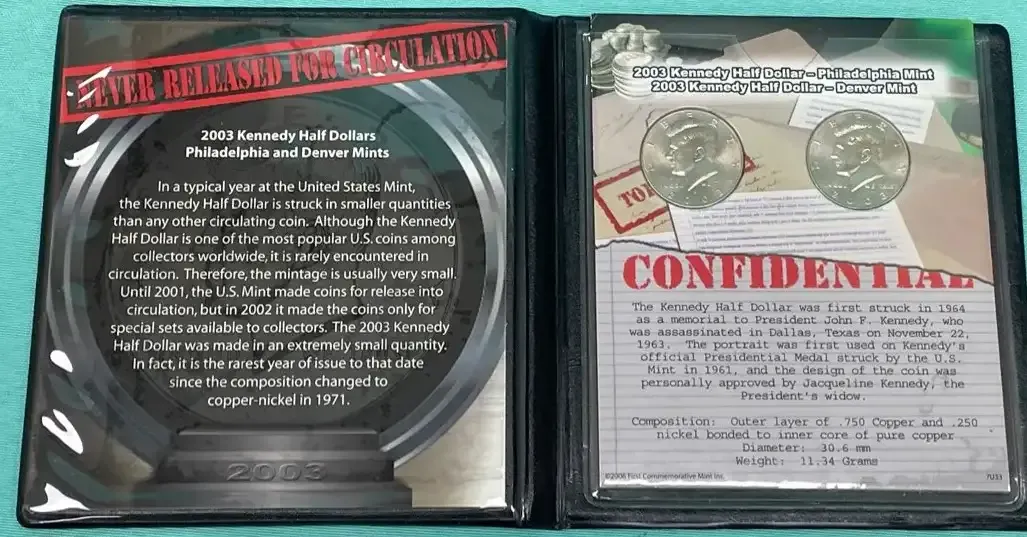 NEVER RELEASED FOR CIRCULATION
2003 Kennedy Half Dollars
Philadelphia and Denver Mints
In a typical year at the United States Mint,
the Kennedy Half Dollar is struck in smaller quantities
than any other circulating coin. Although the Kennedy
Half Dollar is one of the most popular U.S. coins among
collectors worldwide, it is rarely encountered in
circulation. Therefore, the mintage is usually very small.
Until 2001, the U.S. Mint made coins for release into
circulation, but in 2002 it made the coins only for
special sets available to collectors. The 2003 Kennedy
Half Dollar was made in an extremely small quantity.
In fact, it is the rarest year of issue to that date
since the composition changed to
copper-nickel in 1971.
2003
2003 Kennedy Half Dollar – Philadelphia Mint
2003 Kennedy Half Dollar – Denver Mint
TO
CONFIDENTIAL
The Kennedy Half Dollar was first struck in 1964
as a memorial to President John F. Kennedy, who
was assassinated in Dallas, Texas on November 22,
1963. The portrait was first used on Kennedy's
official Presidential Medal struck by the U.S.
Mint in 1961, and the design of the coin was
personally approved by Jacqueline Kennedy, the
President's widow.
Composition: Outer layer of .750 Copper and .250
nickel bonded to inner core of pure copper
Diameter: 30.6 mm
Weight: 11.34 Grams
©2006 First Commemorative Mint Inc.
7033